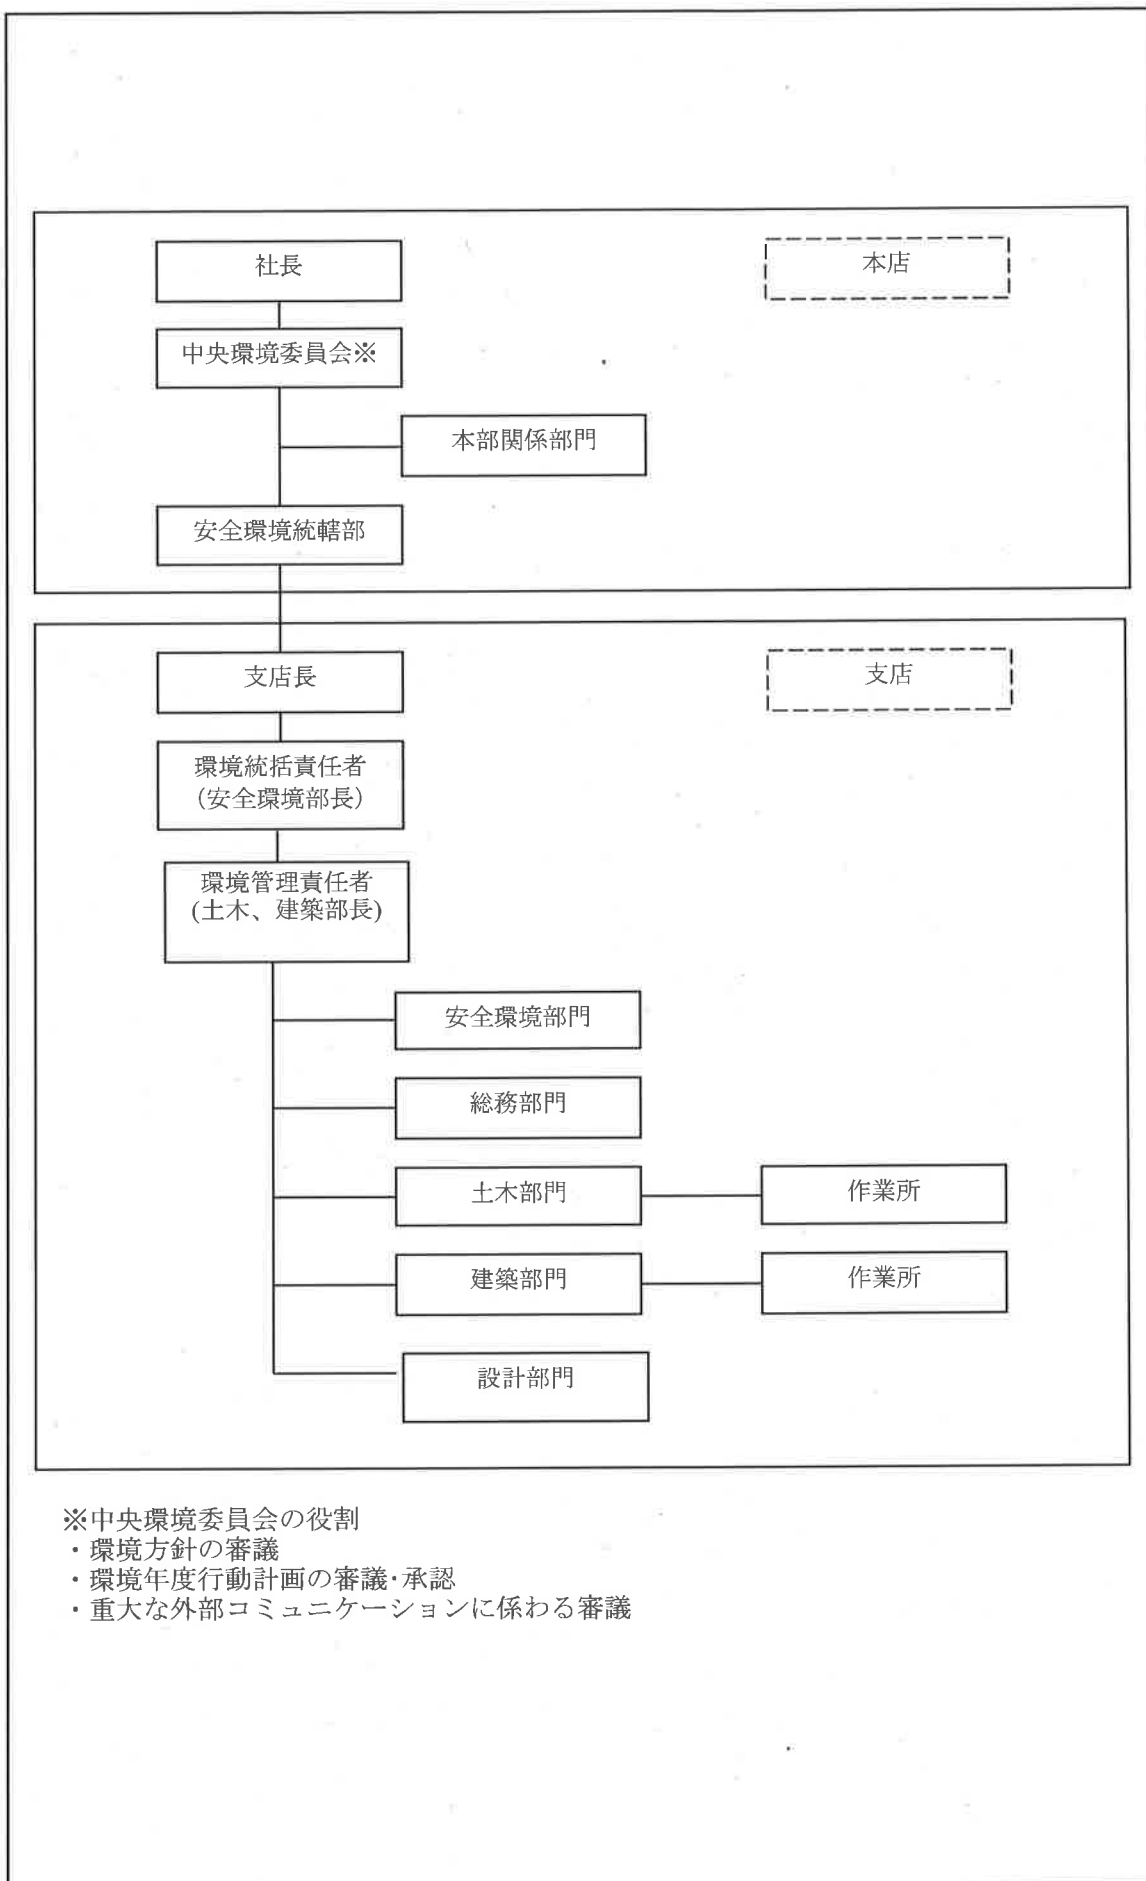 社長
本店
中央環境委員会※
本部関係部門
安全環境統轄部
支店長
支店
環境統括責任者
(安全環境部長)
環境管理責任者
(土木、建築部長)
安全環境部門
総務部門
土木部門
作業所
建築部門
作業所
設計部門
※中央環境委員会の役割
・環境方針の審議
・環境年度行動計画の審議・承認
・重大な外部コミュニケーションに係わる審議